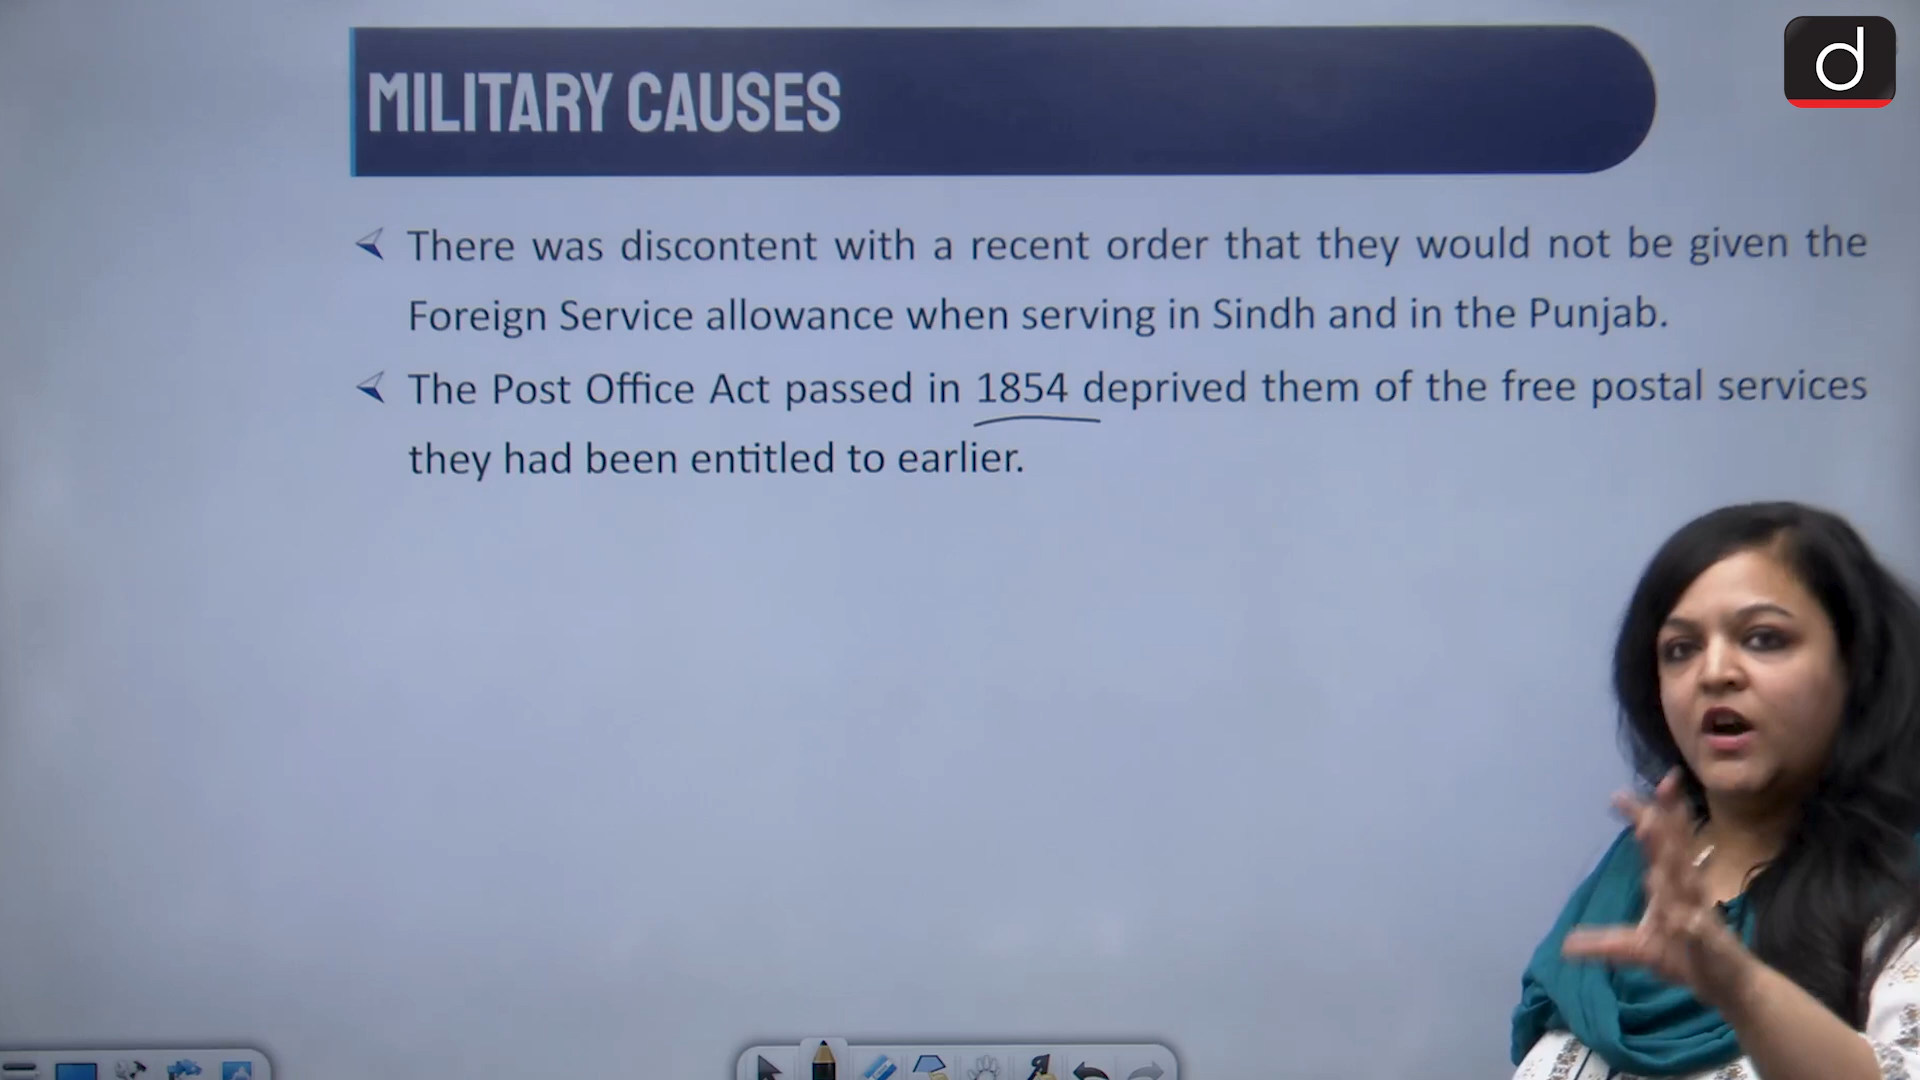 MILITARY CAUSES
d
There was discontent with a recent order that they would not be given the
Foreign Service allowance when serving in Sindh and in the Punjab.
The Post Office Act passed in 1854 deprived them of the free postal services
they had been entitled to earlier.